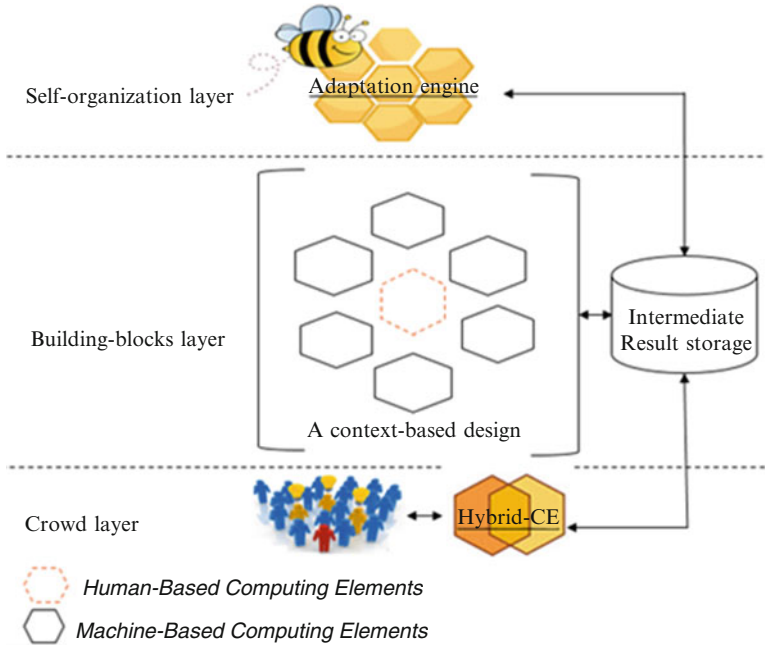 Adaptation engine
Self-organization layer
Building-blocks layer
Intermediate
Result storage
A context-based design
Crowd layer
Hybrid-CE
Human-Based Computing Elements
Machine-Based Computing Elements